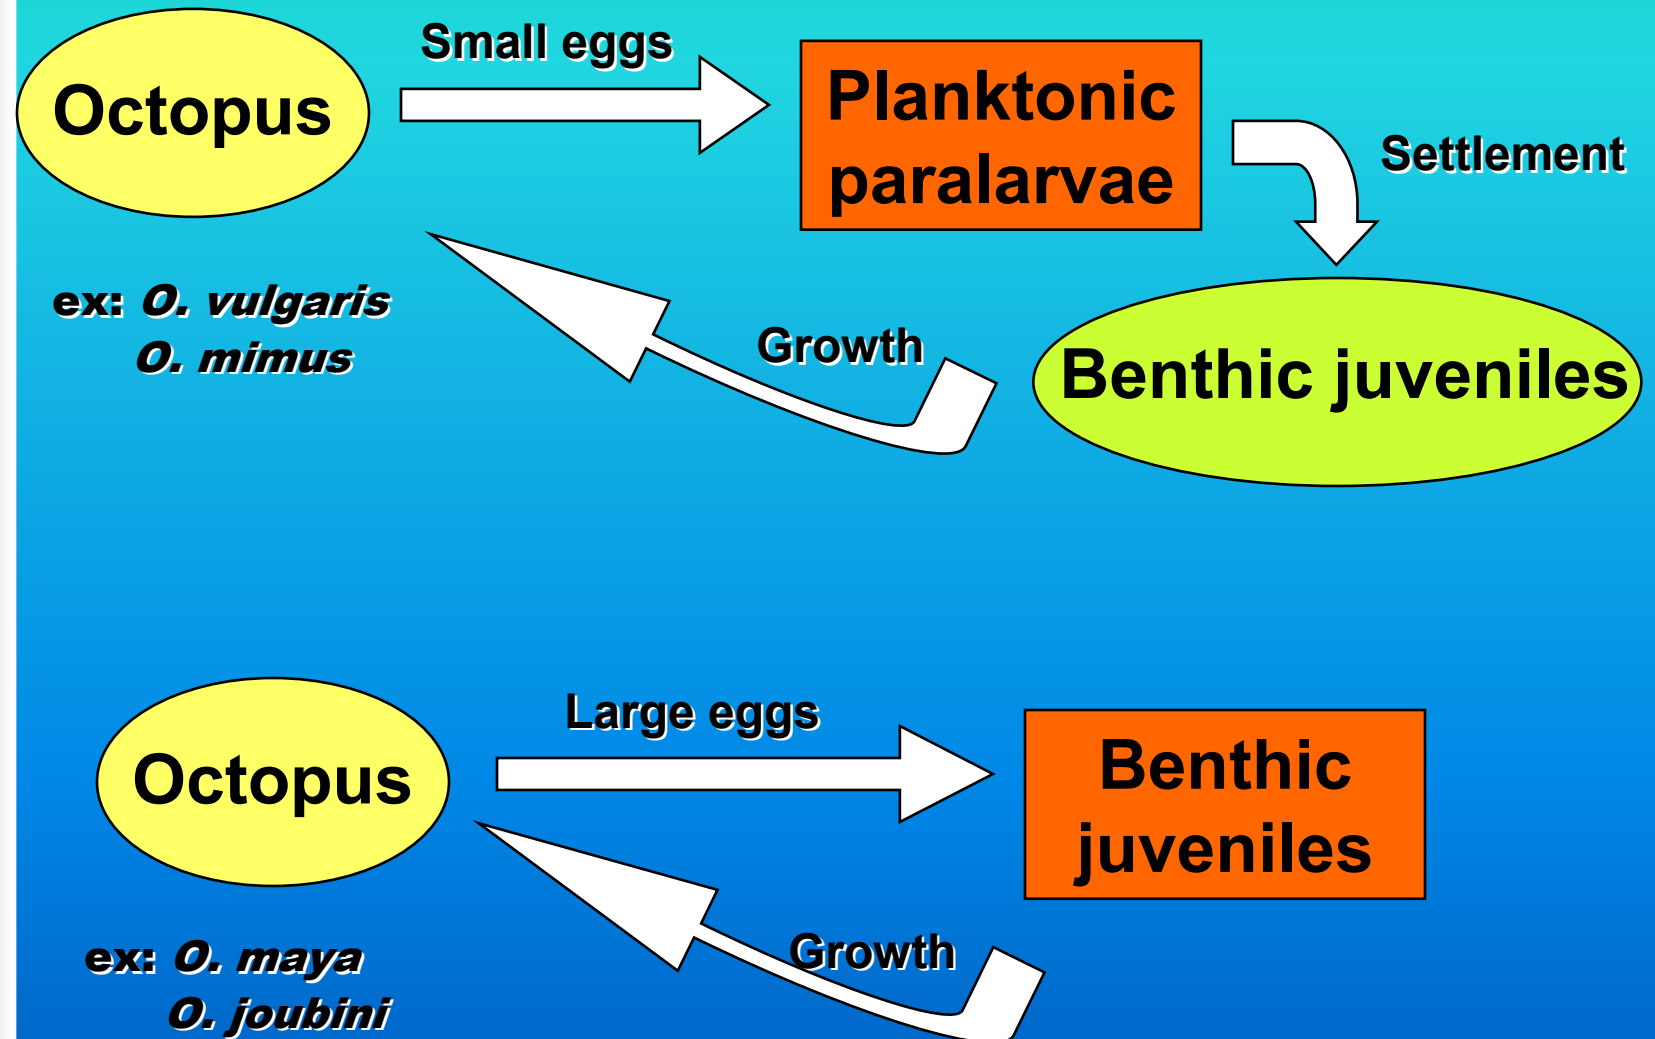 Small eggs
Octopus
Planktonic
paralarvae
Settlement
ex: O. vulgaris
O. mimus
Growth
Benthic juveniles
Large eggs
Octopus
Benthic
juveniles
ex: O. maya
O. joubini
Growth